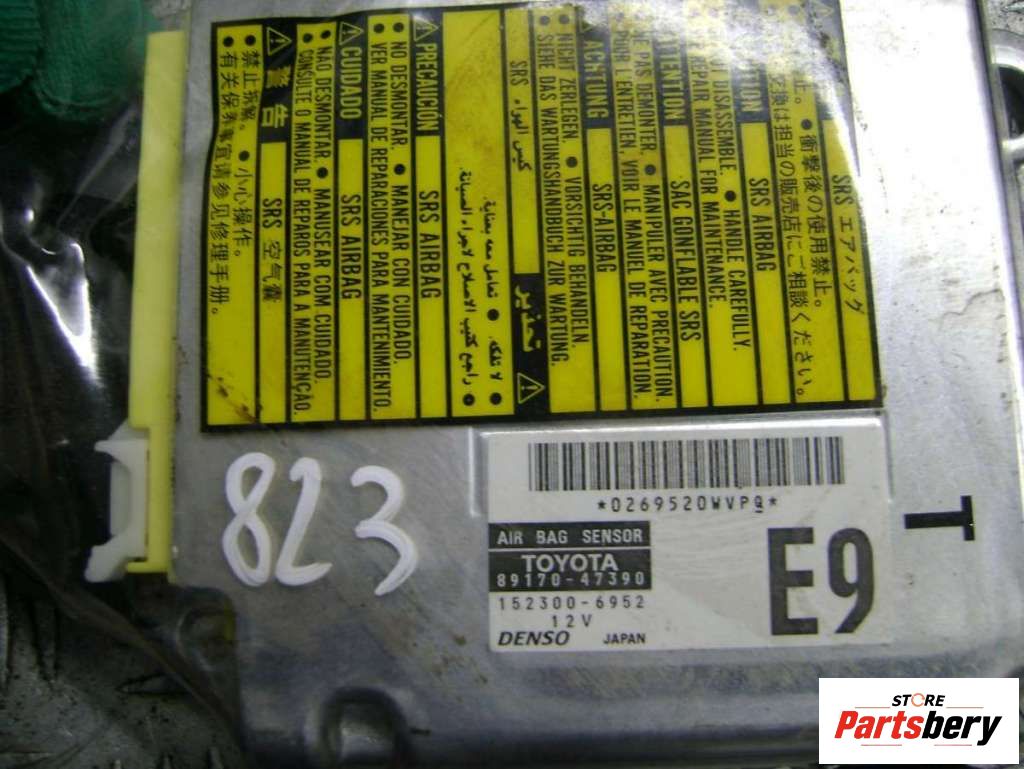 SRS エアバッグ
止。 ● 衝撃後の使用禁止。
交換は担当の販売店にご相談ください。
SRS AIRBAG
DISASSEMBLE. ● HANDLE CAREFULLY.
REPAIR MANUAL FOR MAINTENANCE.
SAC GONFLABLE SRS
PAS DEMONTER. ● MANIPULER AVEC PRECAUTION.
POUR L'ENTRETIEN VOIR LE MANUEL DE REPARATION.
⚠ACHTUNG SRS-AIRBAG
● NICHT ZERLEGEN. ● VORSICHTIG BEHANDELN.
SIEHE DAS WARTUNGSHANDBUCH ZUR WARTUNG.
⚠ تحذير
كيس الهواء SRS
● لا تفكه. ● تعامل معه بعناية.
● راجع كتيب الاصلاح لاجراء الصيانة.
⚠PRECAUCIÓN SRS AIRBAG
● NO DESMONTAR. ● MANEJAR CON CUIDADO.
● VER MANUAL DE REPARACIONES PARA MANTENIMIENTO.
⚠CUIDADO SRS AIRBAG
● NÃO DESMONTAR. ● MANUSEAR COM CUIDADO.
CONSULTE O MANUAL DE REPAROS PARA A MANUTENÇÃO.
⚠ 警告 SRS 空气囊
● 禁止拆解。 ● 小心操作。
● 有关保养事宜请参见修理手册。
823
*0269520WVPQ*
AIR BAG SENSOR
TOYOTA
89170-47390
152300-6952
12V
DENSO JAPAN
E9
T
STORE
Partsbery